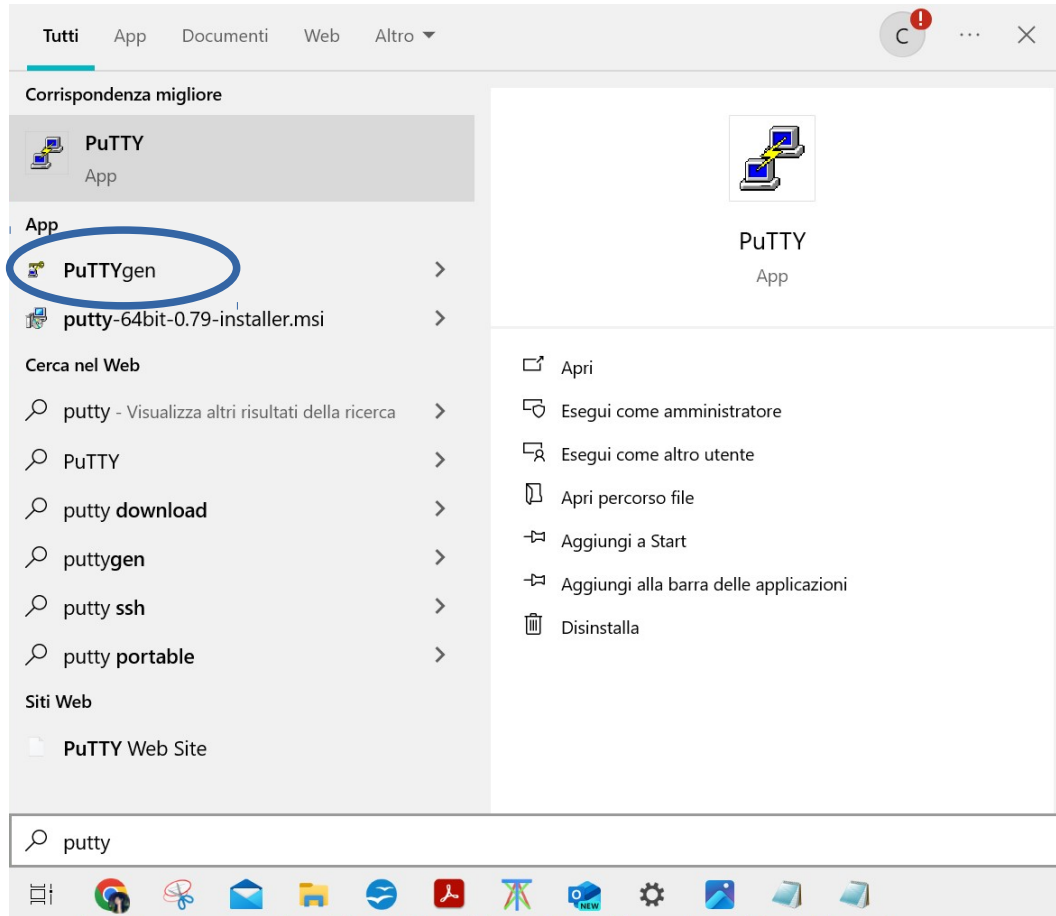 Tutti App Documenti Web Altro
C
Corrispondenza migliore
PuTTY
App
App
PuTTYgen
putty-64bit-0.79-installer.msi
Cerca nel Web
putty - Visualizza altri risultati della ricerca
PuTTY
putty download
puttygen
putty ssh
putty portable
Siti Web
PuTTY Web Site
PuTTY
App
Apri
Esegui come amministratore
Esegui come altro utente
Apri percorso file
Aggiungi a Start
Aggiungi alla barra delle applicazioni
Disinstalla
putty
NEW